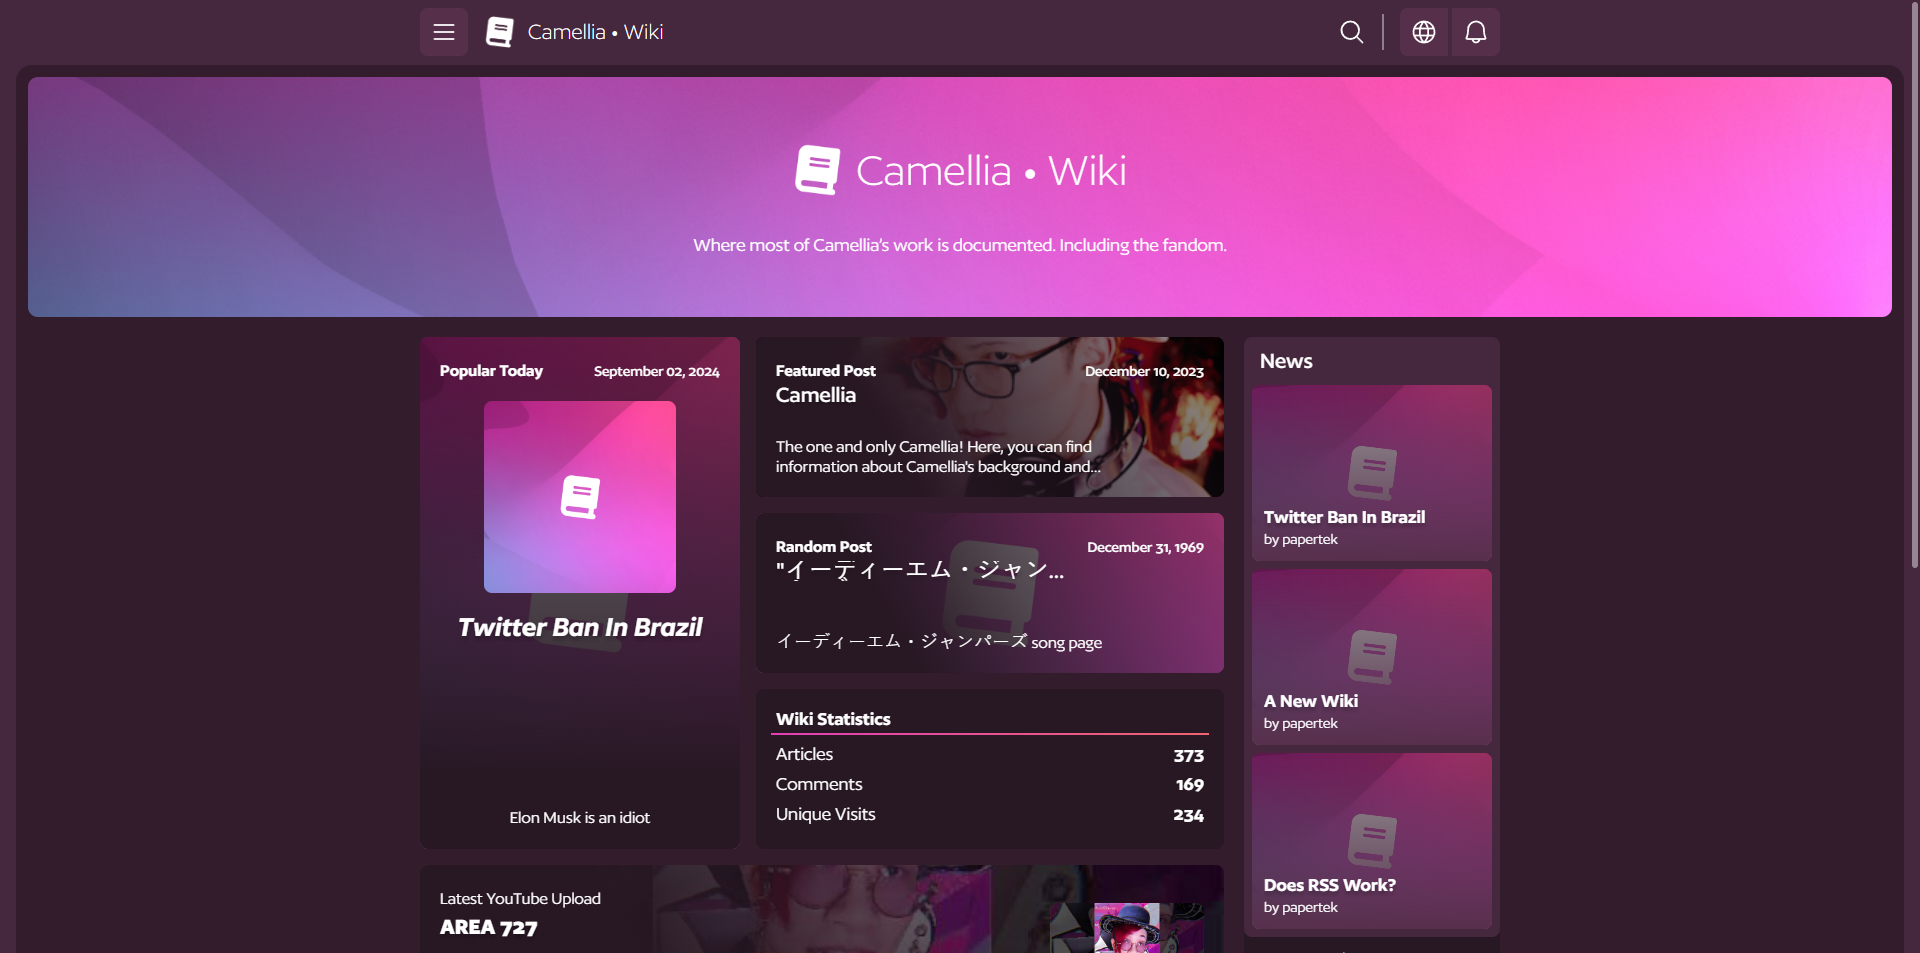 Camellia • Wiki
Camellia • Wiki
Where most of Camellia's work is documented. Including the fandom.
Popular Today
September 02, 2024
Twitter Ban In Brazil
Elon Musk is an idiot
Featured Post
December 10, 2023
Camellia
The one and only Camellia! Here, you can find
information about Camellia's background and...
Random Post
December 31, 1969
"イーディーエム・ジャン...
イーディーエム・ジャンパーズ song page
Wiki Statistics
Articles 373
Comments 169
Unique Visits 234
Latest YouTube Upload
AREA 727
News
Twitter Ban In Brazil
by papertek
A New Wiki
by papertek
Does RSS Work?
by papertek